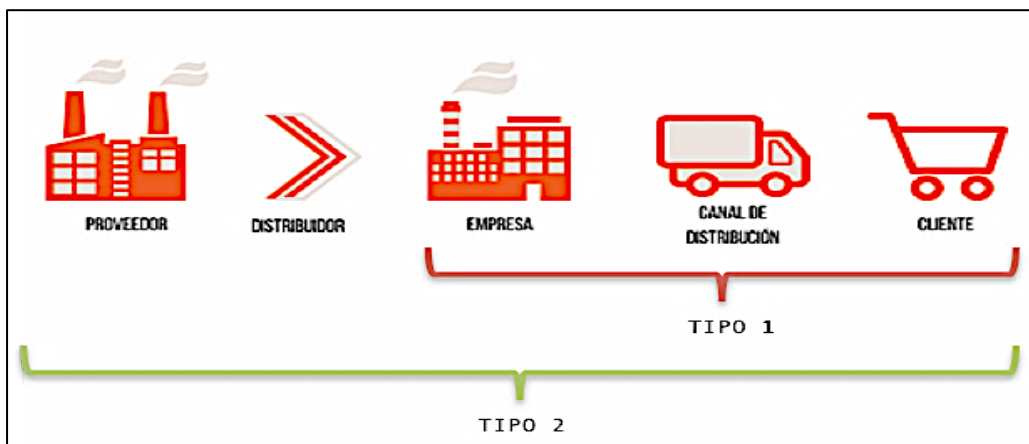 PROVEEDOR
DISTRIBUIDOR
EMPRESA
CANAL DE
DISTRIBUCIÓN
CLIENTE
TIPO 1
TIPO 2